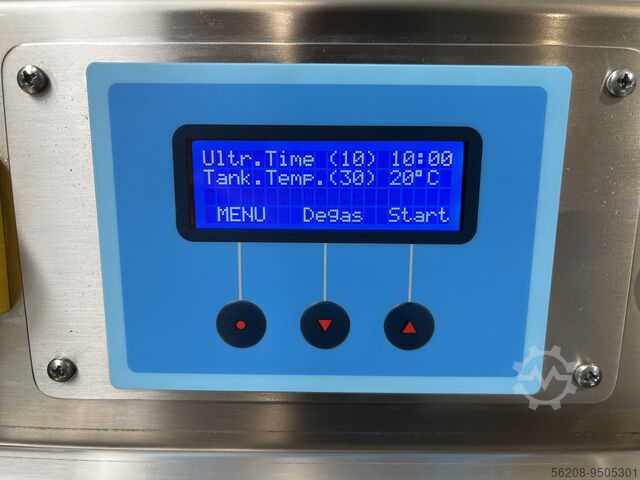 Ultr.Time (10) 10:00
Tank.Temp.(30) 20°C
MENU Degas Start
56208-9505301